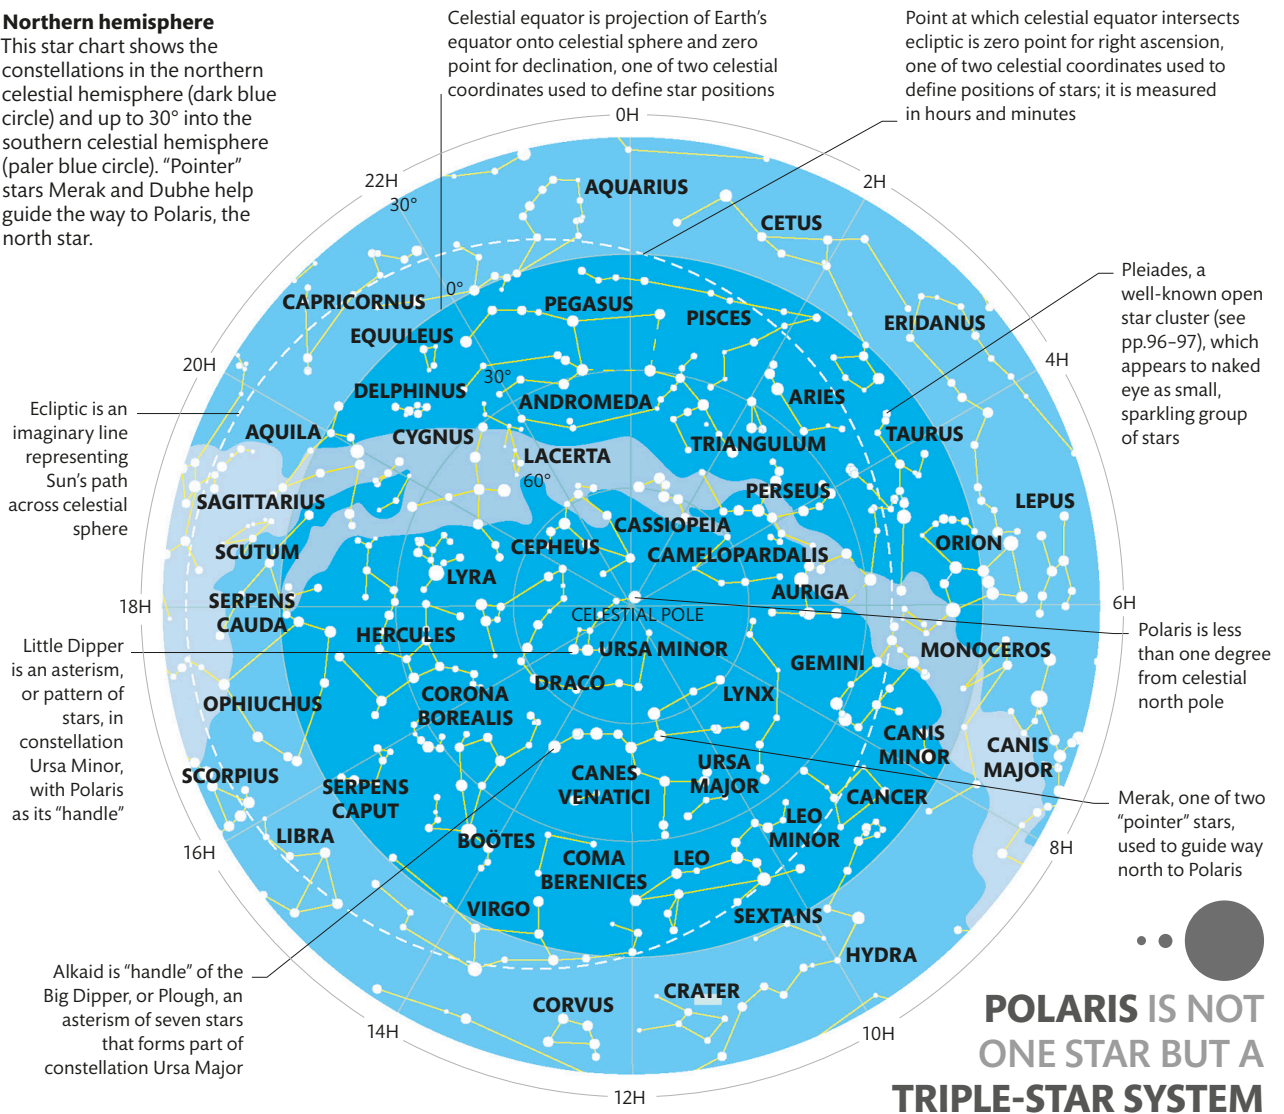 Northern hemisphere
This star chart shows the
constellations in the northern
celestial hemisphere (dark blue
circle) and up to 30° into the
southern celestial hemisphere
(paler blue circle). “Pointer”
stars Merak and Dubhe help
guide the way to Polaris, the
north star.
Celestial equator is projection of Earth’s
equator onto celestial sphere and zero
point for declination, one of two celestial
coordinates used to define star positions
Point at which celestial equator intersects
ecliptic is zero point for right ascension,
one of two celestial coordinates used to
define positions of stars; it is measured
in hours and minutes
0H
22H
30°
2H
AQUARIUS
CETUS
Pleiades, a
well-known open
star cluster (see
pp.96–97), which
appears to naked
eye as small,
sparkling group
of stars
0°
CAPRICORNUS
PEGASUS
PISCES
ERIDANUS
EQUULEUS
20H
4H
30°
DELPHINUS
ANDROMEDA
ARIES
Ecliptic is an
imaginary line
representing
Sun’s path
across celestial
sphere
AQUILA
CYGNUS
TRIANGULUM
TAURUS
LACERTA
60°
SAGITTARIUS
PERSEUS
LEPUS
CASSIOPEIA
SCUTUM
CEPHEUS
CAMELOPARDALIS
ORION
LYRA
AURIGA
18H
SERPENS
CAUDA
CELESTIAL POLE
6H
HERCULES
Little Dipper
is an asterism,
or pattern of
stars, in
constellation
Ursa Minor,
with Polaris
as its “handle”
URSA MINOR
GEMINI
MONOCEROS
Polaris is less
than one degree
from celestial
north pole
DRACO
LYNX
OPHIUCHUS
CORONA
BOREALIS
CANIS
MINOR
CANIS
MAJOR
SCORPIUS
SERPENS
CAPUT
CANES
VENATICI
URSA
MAJOR
CANCER
Merak, one of two
“pointer” stars,
used to guide way
north to Polaris
LIBRA
BOÖTES
LEO
MINOR
16H
8H
COMA
BERENICES
LEO
VIRGO
SEXTANS
HYDRA
Alkaid is “handle” of the
Big Dipper, or Plough, an
asterism of seven stars
that forms part of
constellation Ursa Major
CORVUS
CRATER
14H
10H
12H
POLARIS IS NOT
ONE STAR BUT A
TRIPLE-STAR SYSTEM